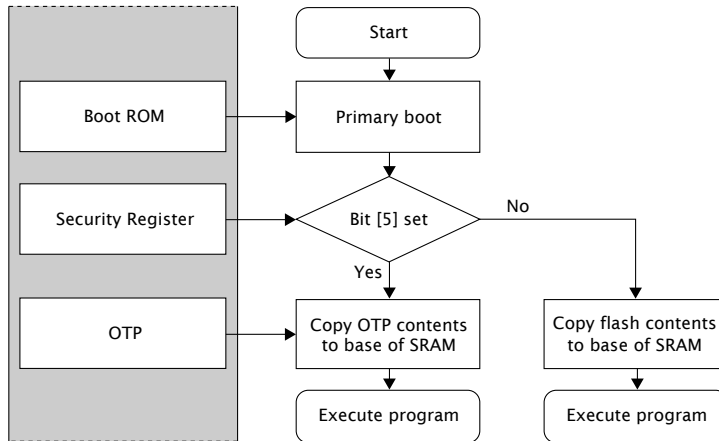 Start
Boot ROM
Primary boot
Security Register
Bit [5] set
No
Yes
OTP
Copy OTP contents
to base of SRAM
Copy flash contents
to base of SRAM
Execute program
Execute program